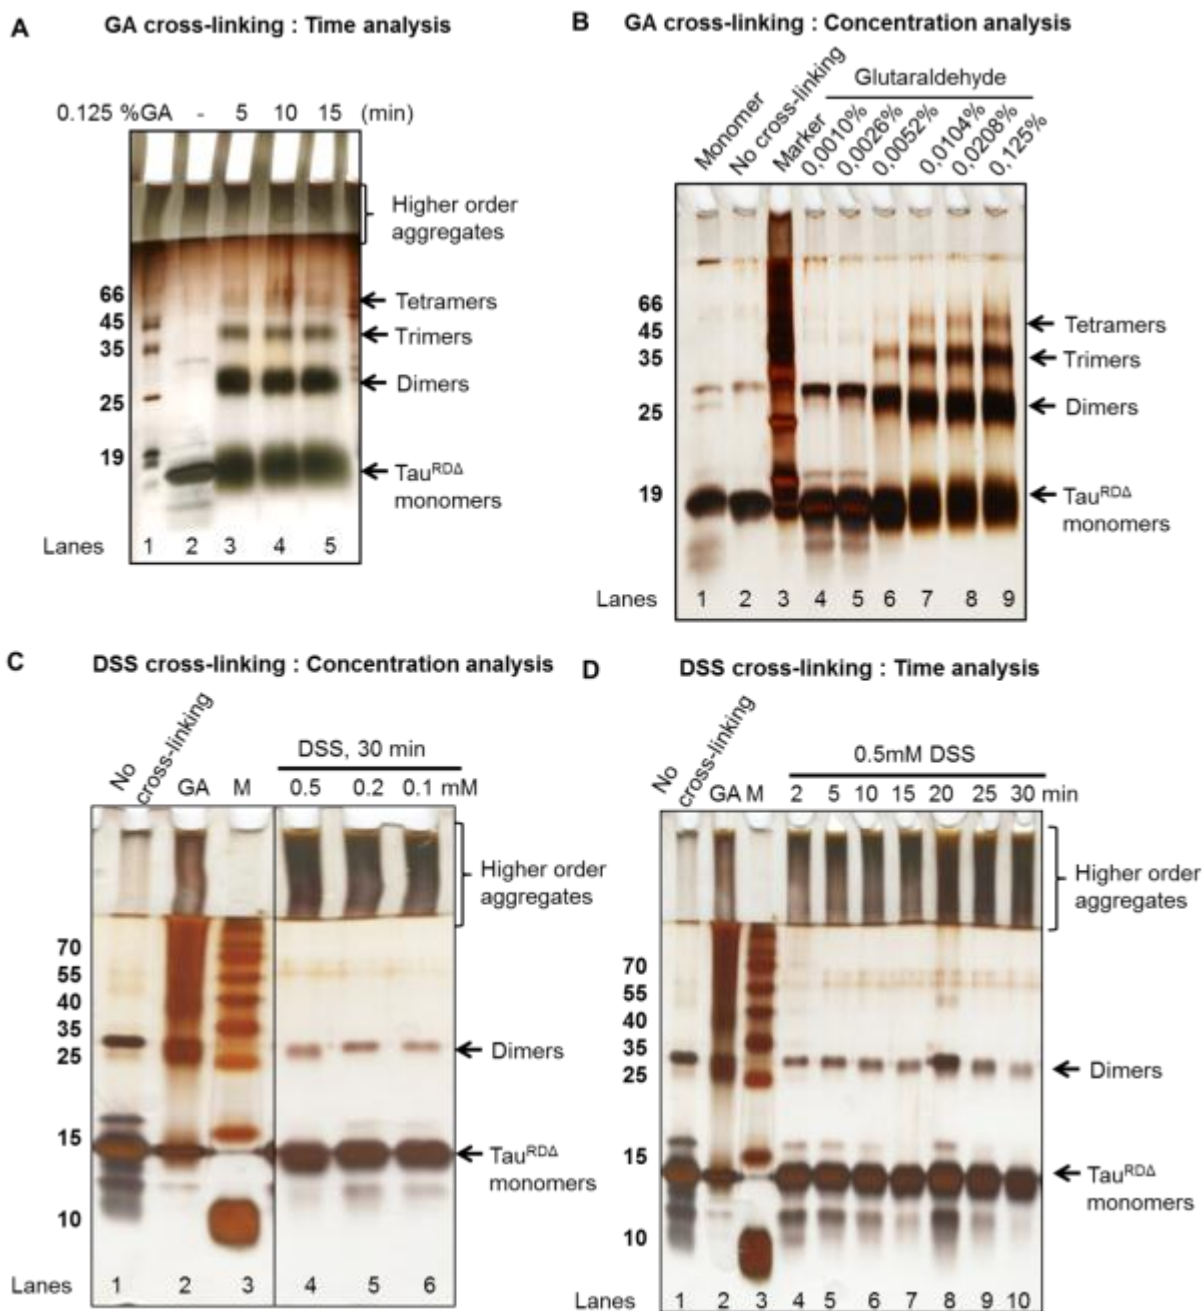 A GA cross-linking : Time analysis
0.125 %GA - 5 10 15 (min)
Higher order
aggregates
66
45
35
25
19
Tetramers
Trimers
Dimers
Tau^RDΔ
monomers
Lanes 1 2 3 4 5
B GA cross-linking : Concentration analysis
Glutaraldehyde
Monomer No cross-linking Marker 0,0010% 0,0026% 0,0052% 0,0104% 0,0208% 0,125%
66
45
35
25
19
Tetramers
Trimers
Dimers
Tau^RDΔ
monomers
Lanes 1 2 3 4 5 6 7 8 9
C DSS cross-linking : Concentration analysis
No
cross-linking
DSS, 30 min
GA M 0.5 0.2 0.1 mM
Higher order
aggregates
70
55
40
35
25
15
10
Dimers
Tau^RDΔ
monomers
Lanes 1 2 3 4 5 6
D DSS cross-linking : Time analysis
No
cross-linking
0.5mM DSS
GA M 2 5 10 15 20 25 30 min
Higher order
aggregates
70
55
40
35
25
15
10
Dimers
Tau^RDΔ
monomers
Lanes 1 2 3 4 5 6 7 8 9 10